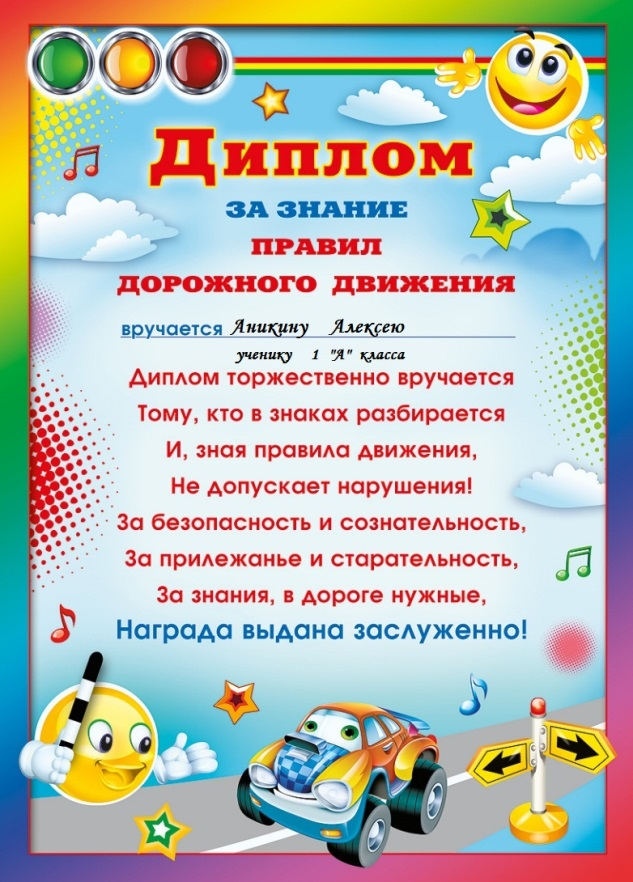 Диплом
ЗА ЗНАНИЕ
ПРАВИЛ
ДОРОЖНОГО ДВИЖЕНИЯ
вручается Аникину Алексею
ученику 1 "А" класса
Диплом торжественно вручается
Тому, кто в знаках разбирается
И, зная правила движения,
Не допускает нарушения!
За безопасность и сознательность,
За прилежанье и старательность,
За знания, в дороге нужные,
Награда выдана заслуженно!